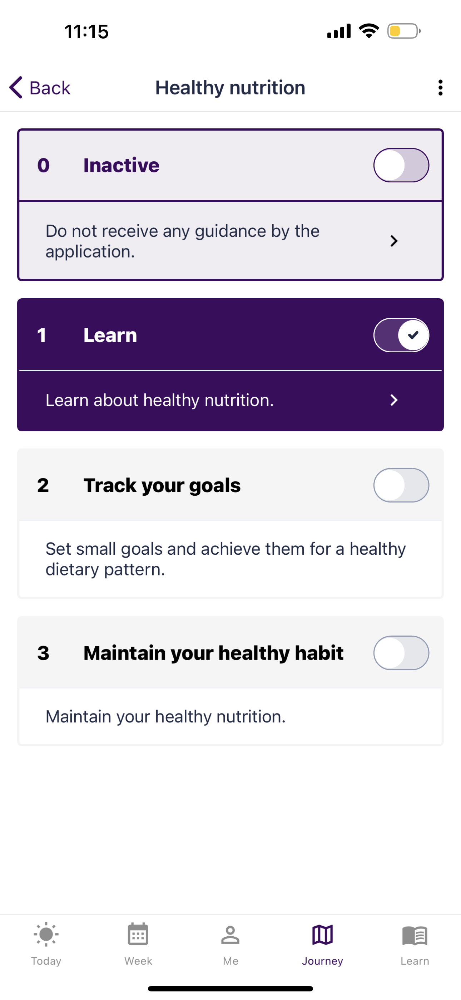 11:15
Back
Healthy nutrition
0 Inactive
Do not receive any guidance by the
application.
1 Learn
Learn about healthy nutrition.
2 Track your goals
Set small goals and achieve them for a healthy
dietary pattern.
3 Maintain your healthy habit
Maintain your healthy nutrition.
Today Week Me Journey Learn